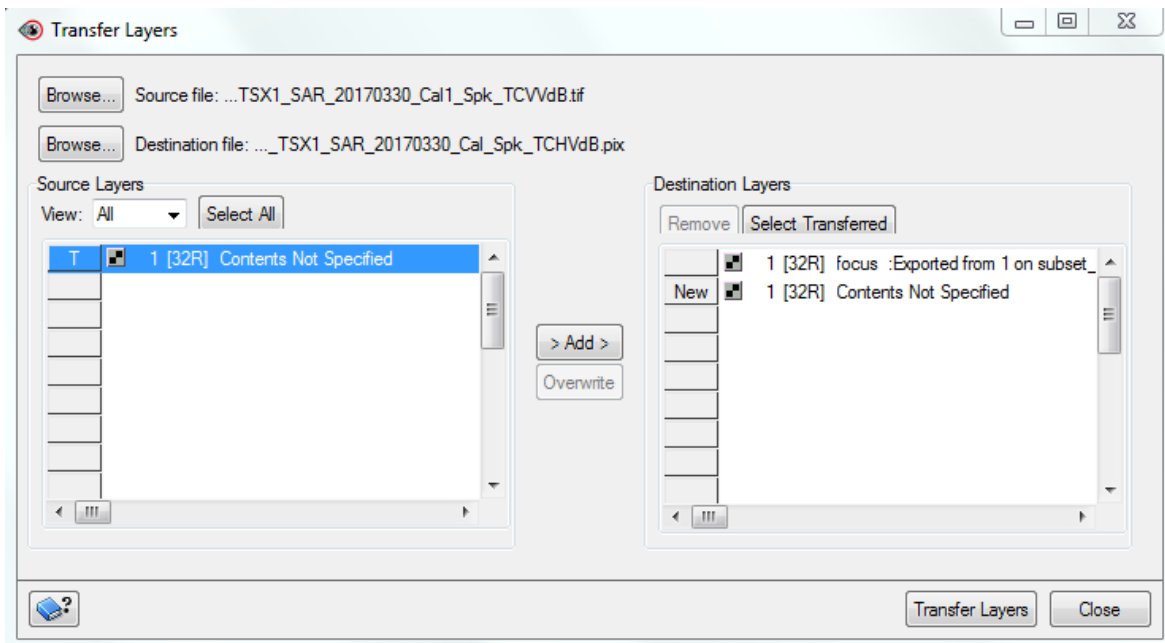 Transfer Layers
Browse... Source file: ...TSX1_SAR_20170330_Cal1_Spk_TCVVdB.tif
Browse... Destination file: ..._TSX1_SAR_20170330_Cal_Spk_TCHVdB.pix
Source Layers
View: All Select All
T 1 [32R] Contents Not Specified
> Add >
Overwrite
Destination Layers
Remove Select Transferred
1 [32R] focus :Exported from 1 on subset_
New 1 [32R] Contents Not Specified
?
Transfer Layers Close